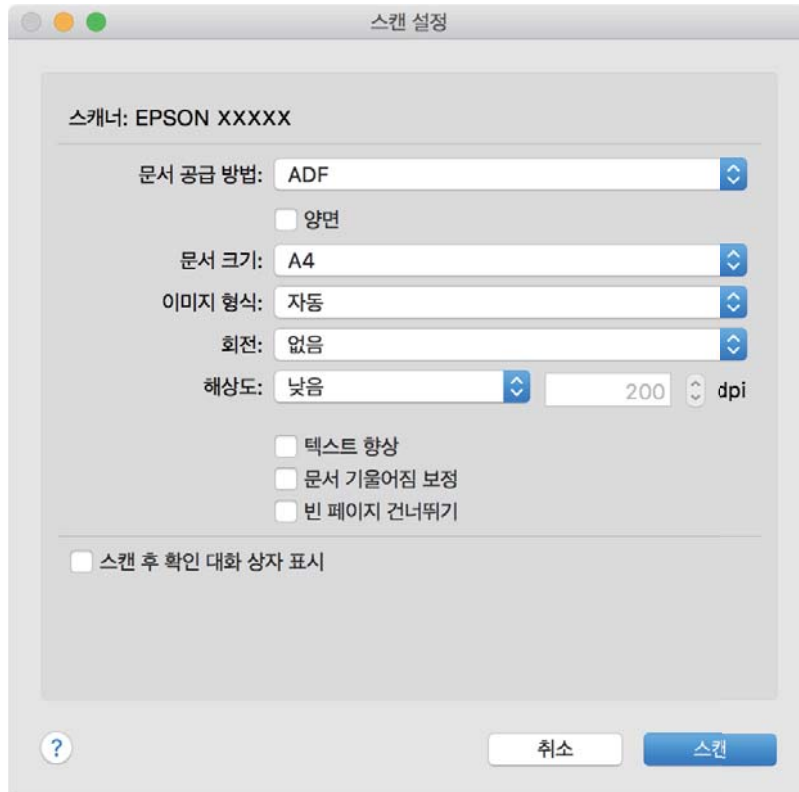 스캔 설정
스캐너: EPSON XXXXX
문서 공급 방법: ADF
양면
문서 크기: A4
이미지 형식: 자동
회전: 없음
해상도: 낮음 200 dpi
텍스트 향상
문서 기울어짐 보정
빈 페이지 건너뛰기
스캔 후 확인 대화 상자 표시
? 취소 스캔